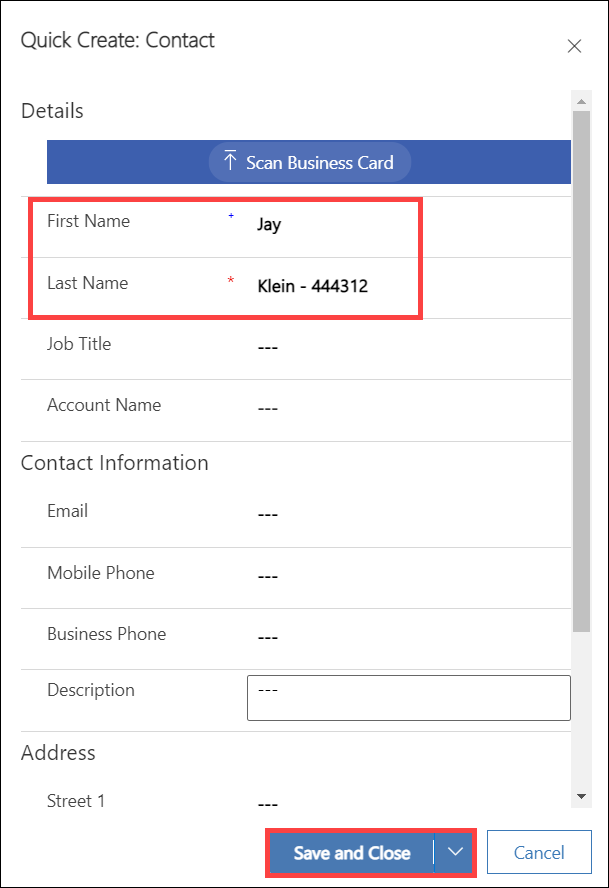 Quick Create: Contact
Details
Scan Business Card
First Name + Jay
Last Name * Klein - 444312
Job Title ---
Account Name ---
Contact Information
Email ---
Mobile Phone ---
Business Phone ---
Description ---
Address
Street 1 ---
Save and Close Cancel